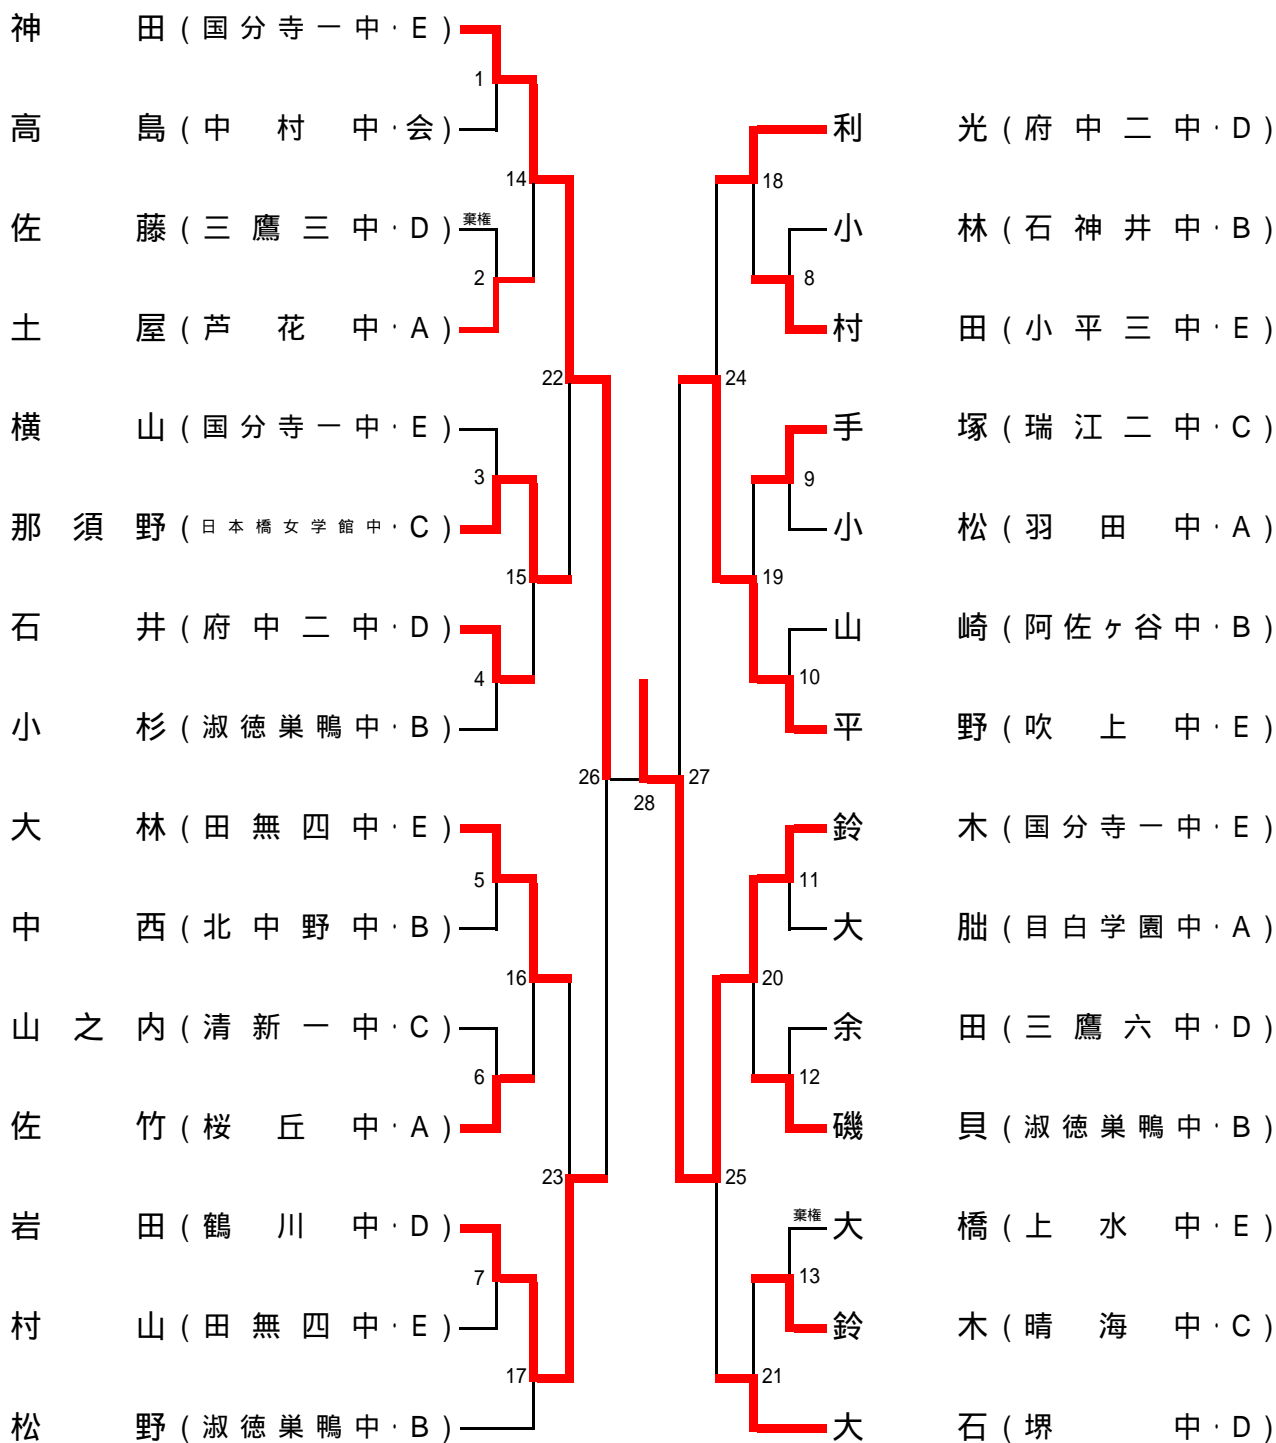 神田(国分寺一中・E)
1
高島(中村中・会)
利光(府中二中・D)
14
18
佐藤(三鷹三中・D)
棄権
小林(石神井中・B)
2
8
土屋(芦花中・A)
村田(小平三中・E)
22
24
横山(国分寺一中・E)
手塚(瑞江二中・C)
3
9
那須野(日本橋女学館中・C)
小松(羽田中・A)
15
19
石井(府中二中・D)
山崎(阿佐ヶ谷中・B)
4
10
小杉(淑徳巣鴨中・B)
平野(吹上中・E)
26
27
28
大林(田無四中・E)
鈴木(国分寺一中・E)
5
11
中西(北中野中・B)
大朏(目白学園中・A)
16
20
山之内(清新一中・C)
余田(三鷹六中・D)
6
12
佐竹(桜丘中・A)
磯貝(淑徳巣鴨中・B)
23
25
岩田(鶴川中・D)
棄権
大橋(上水中・E)
7
13
村山(田無四中・E)
鈴木(晴海中・C)
17
21
松野(淑徳巣鴨中・B)
大石(堺中・D)